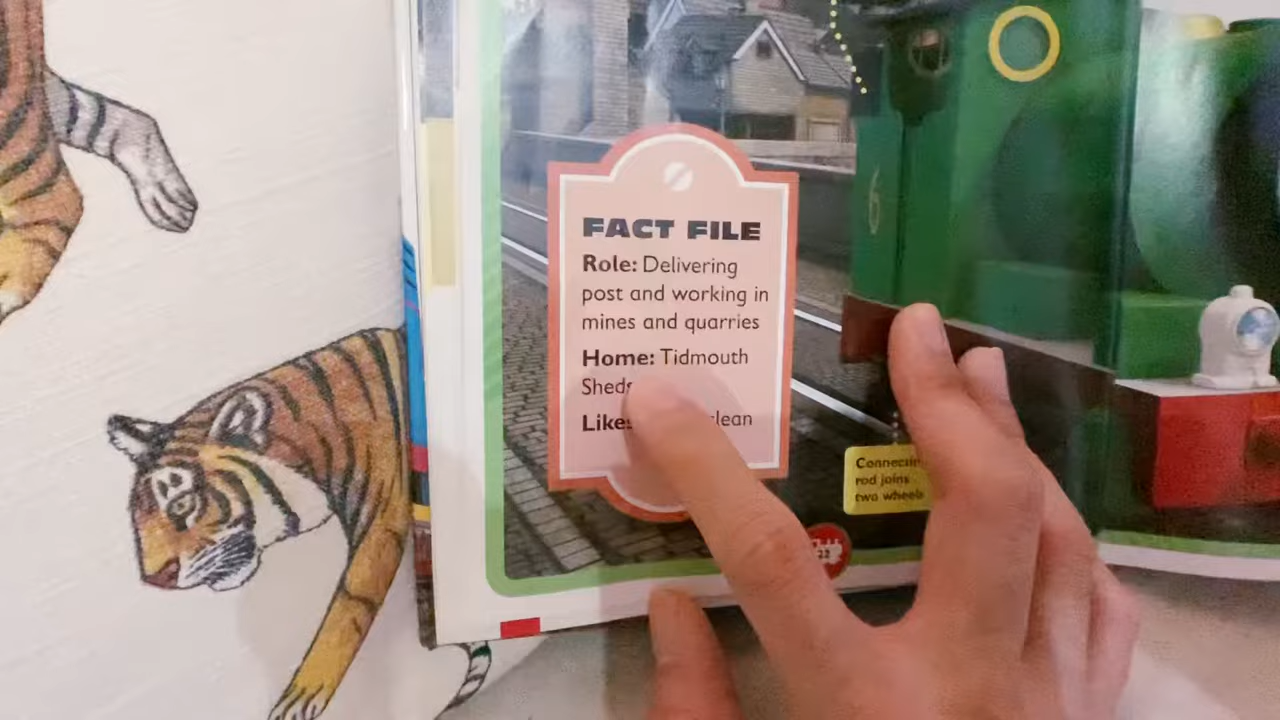 FACT FILE
Role: Delivering
post and working in
mines and quarries
Home: Tidmouth
Sheds
Likes
clean
rod joins
two wheels
22